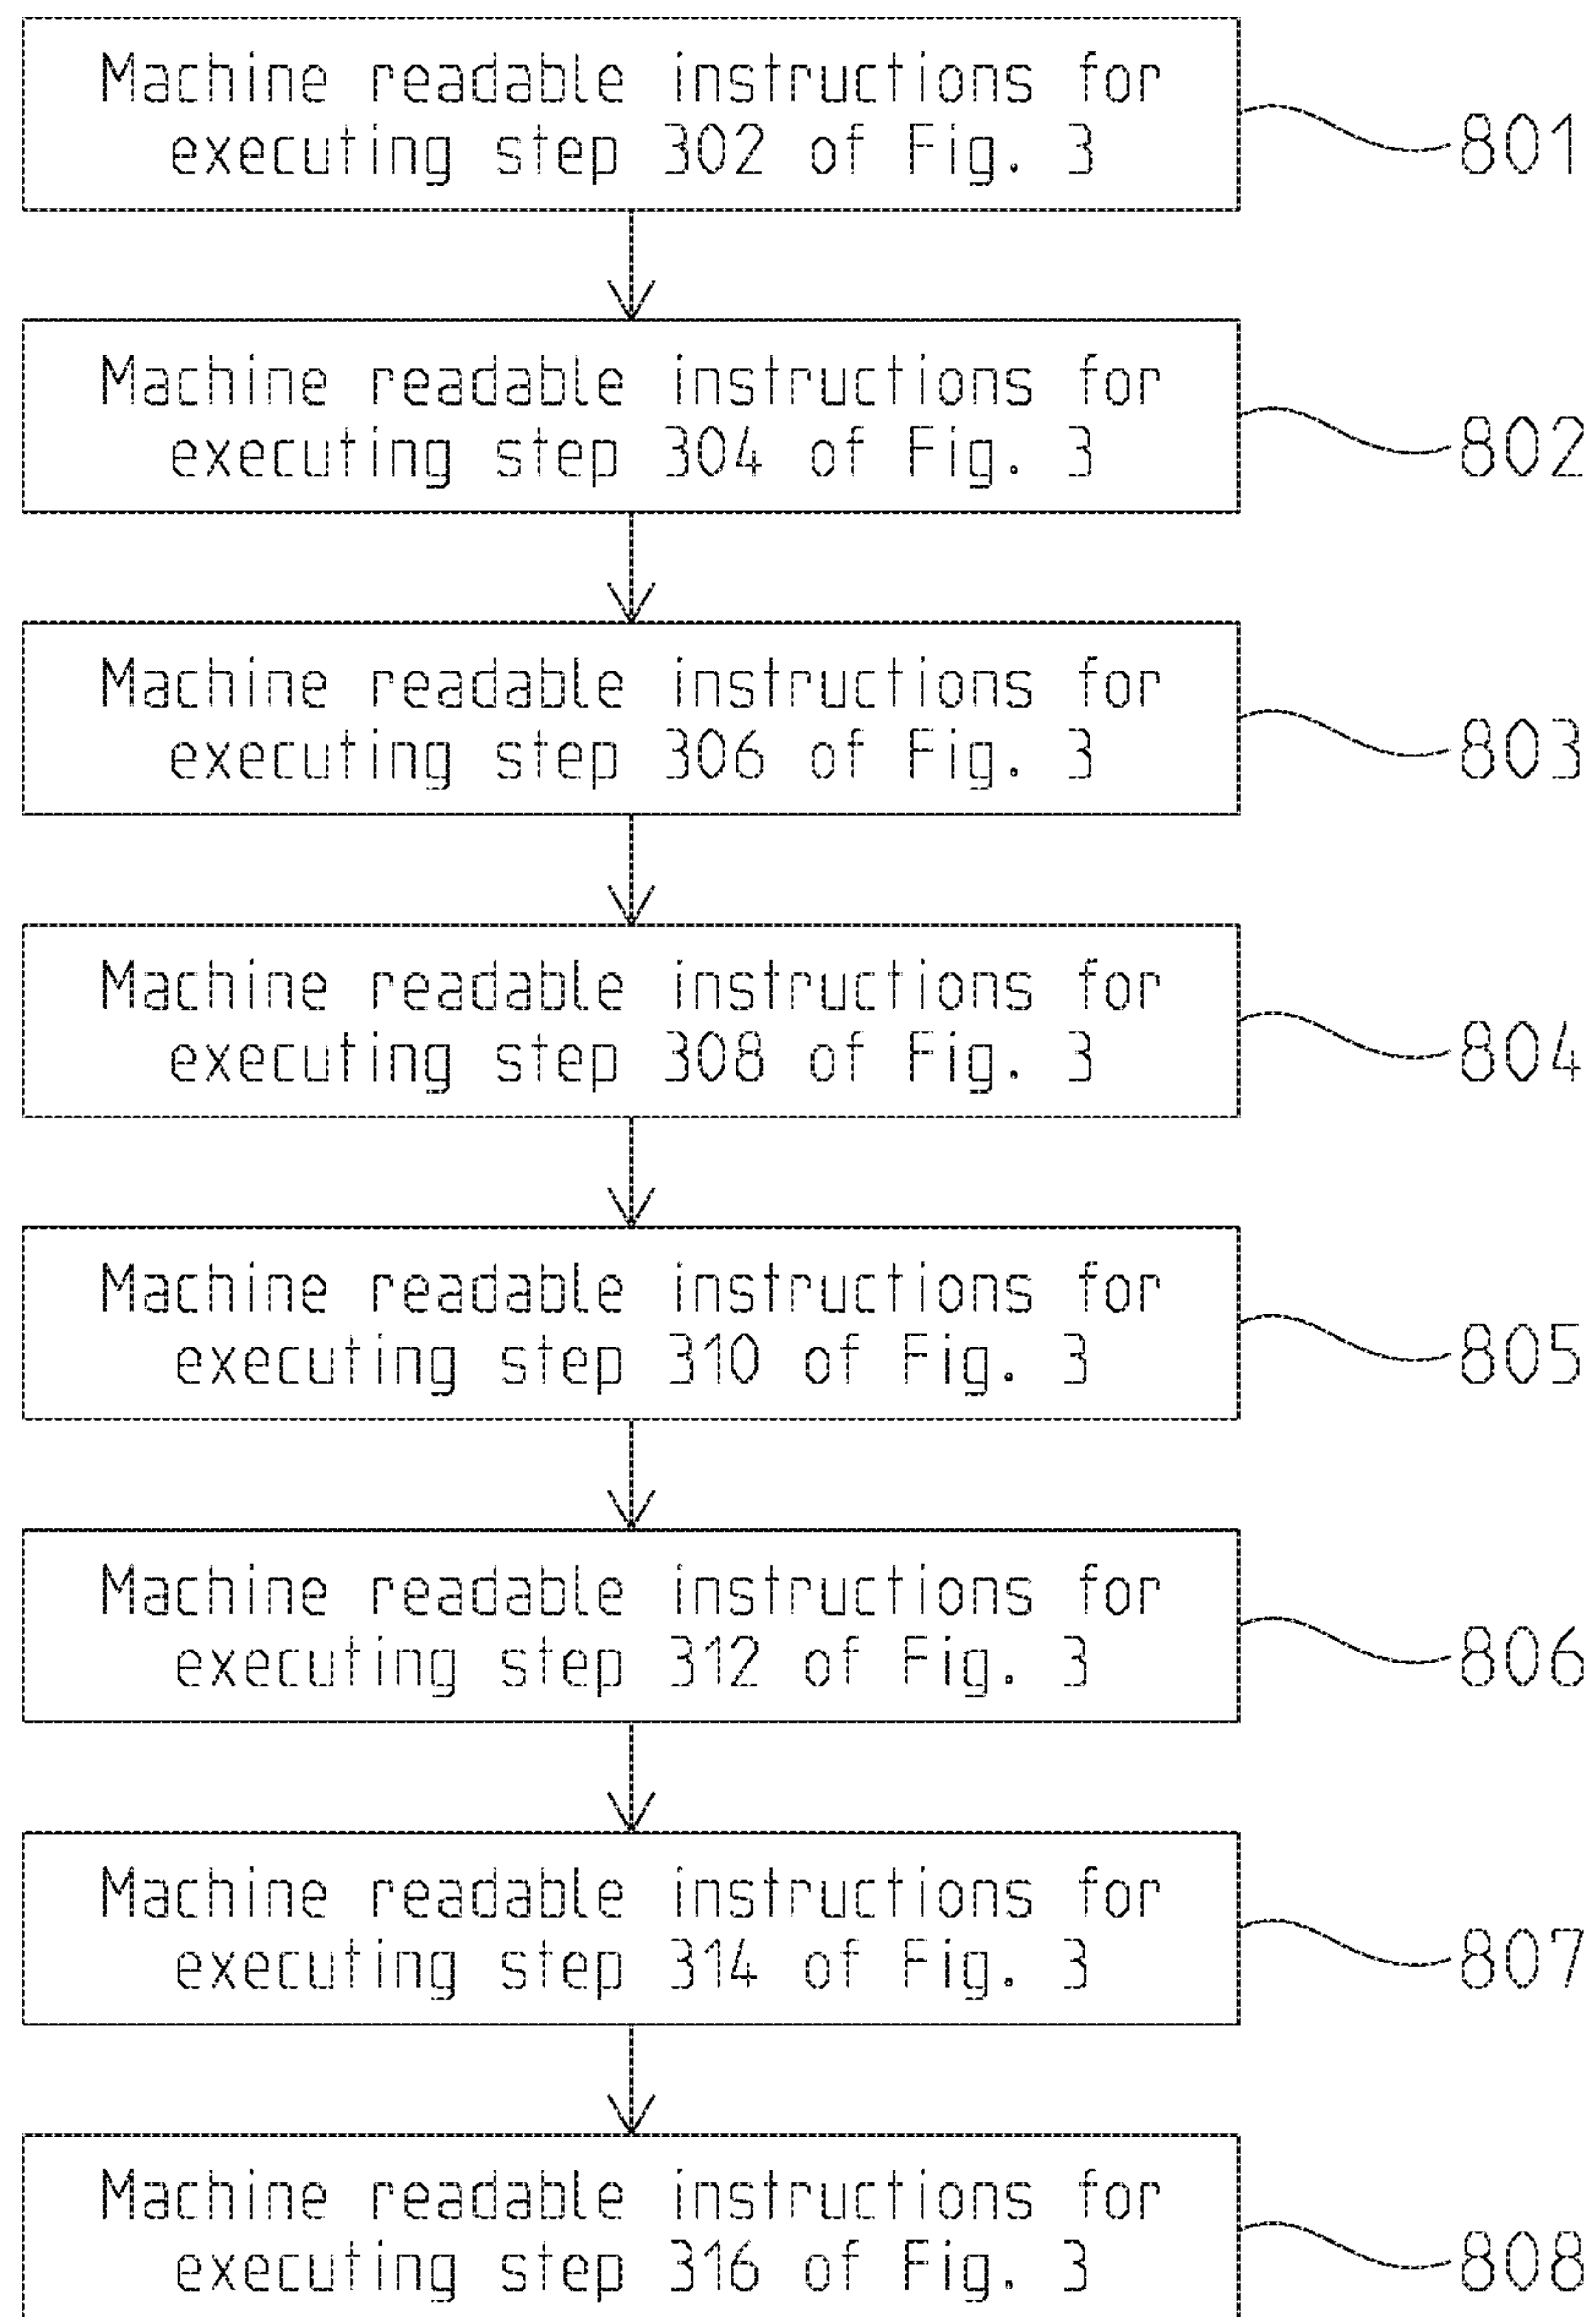 Machine readable instructions for
executing step 302 of Fig. 3
801
Machine readable instructions for
executing step 304 of Fig. 3
802
Machine readable instructions for
executing step 306 of Fig. 3
803
Machine readable instructions for
executing step 308 of Fig. 3
804
Machine readable instructions for
executing step 310 of Fig. 3
805
Machine readable instructions for
executing step 312 of Fig. 3
806
Machine readable instructions for
executing step 314 of Fig. 3
807
Machine readable instructions for
executing step 316 of Fig. 3
808